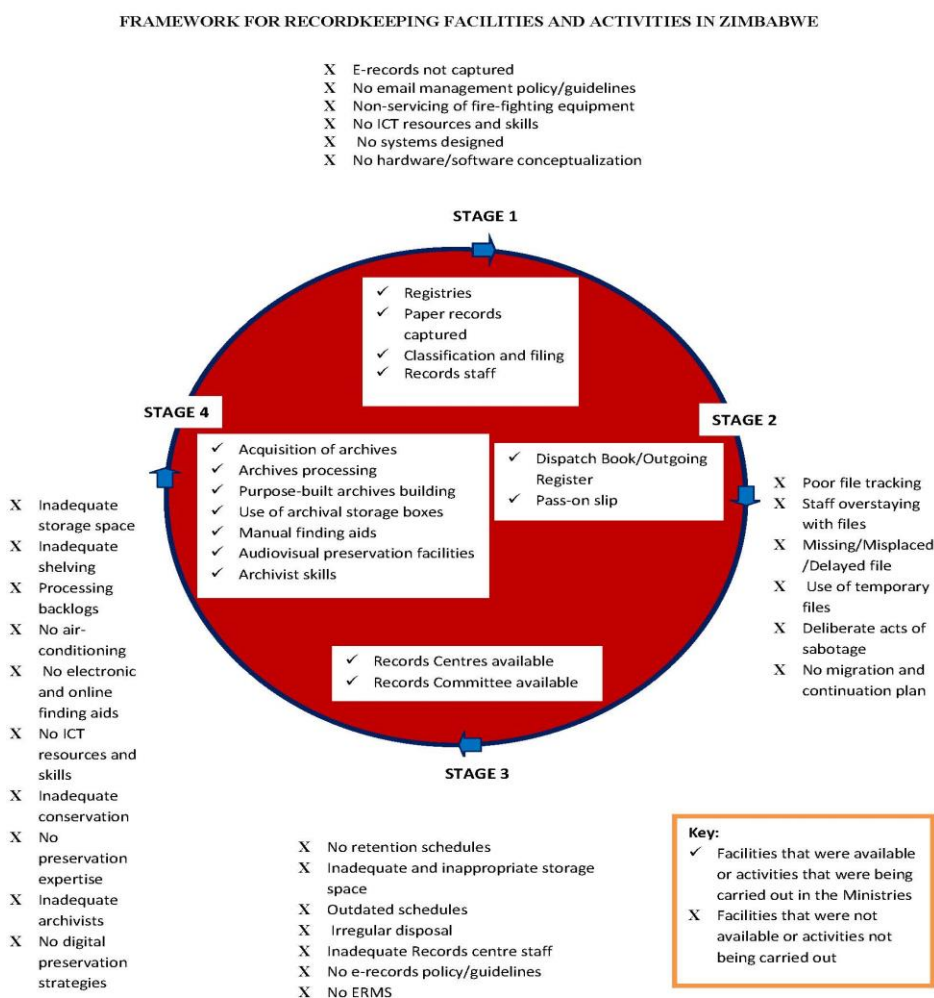 FRAMEWORK FOR RECORDKEEPING FACILITIES AND ACTIVITIES IN ZIMBABWE
X E-records not captured
X No email management policy/guidelines
X Non-servicing of fire-fighting equipment
X No ICT resources and skills
X No systems designed
X No hardware/software conceptualization
STAGE 1
✓ Registries
✓ Paper records
captured
✓ Classification and filing
✓ Records staff
STAGE 2
✓ Dispatch Book/Outgoing
Register
✓ Pass-on slip
X Poor file tracking
X Staff overstaying
with files
X Missing/Misplaced
/Delayed file
X Use of temporary
files
X Deliberate acts of
sabotage
X No migration and
continuation plan
✓ Records Centres available
✓ Records Committee available
STAGE 3
X No retention schedules
X Inadequate and inappropriate storage
space
X Outdated schedules
X Irregular disposal
X Inadequate Records centre staff
X No e-records policy/guidelines
X No ERMS
STAGE 4
✓ Acquisition of archives
✓ Archives processing
✓ Purpose-built archives building
✓ Use of archival storage boxes
✓ Manual finding aids
✓ Audiovisual preservation facilities
✓ Archivist skills
X Inadequate
storage space
X Inadequate
shelving
X Processing
backlogs
X No air-
conditioning
X No electronic
and online
finding aids
X No ICT
resources and
skills
X Inadequate
conservation
X No
preservation
expertise
X Inadequate
archivists
X No digital
preservation
strategies
Key:
✓ Facilities that were available
or activities that were being
carried out in the Ministries
X Facilities that were not
available or activities not
being carried out